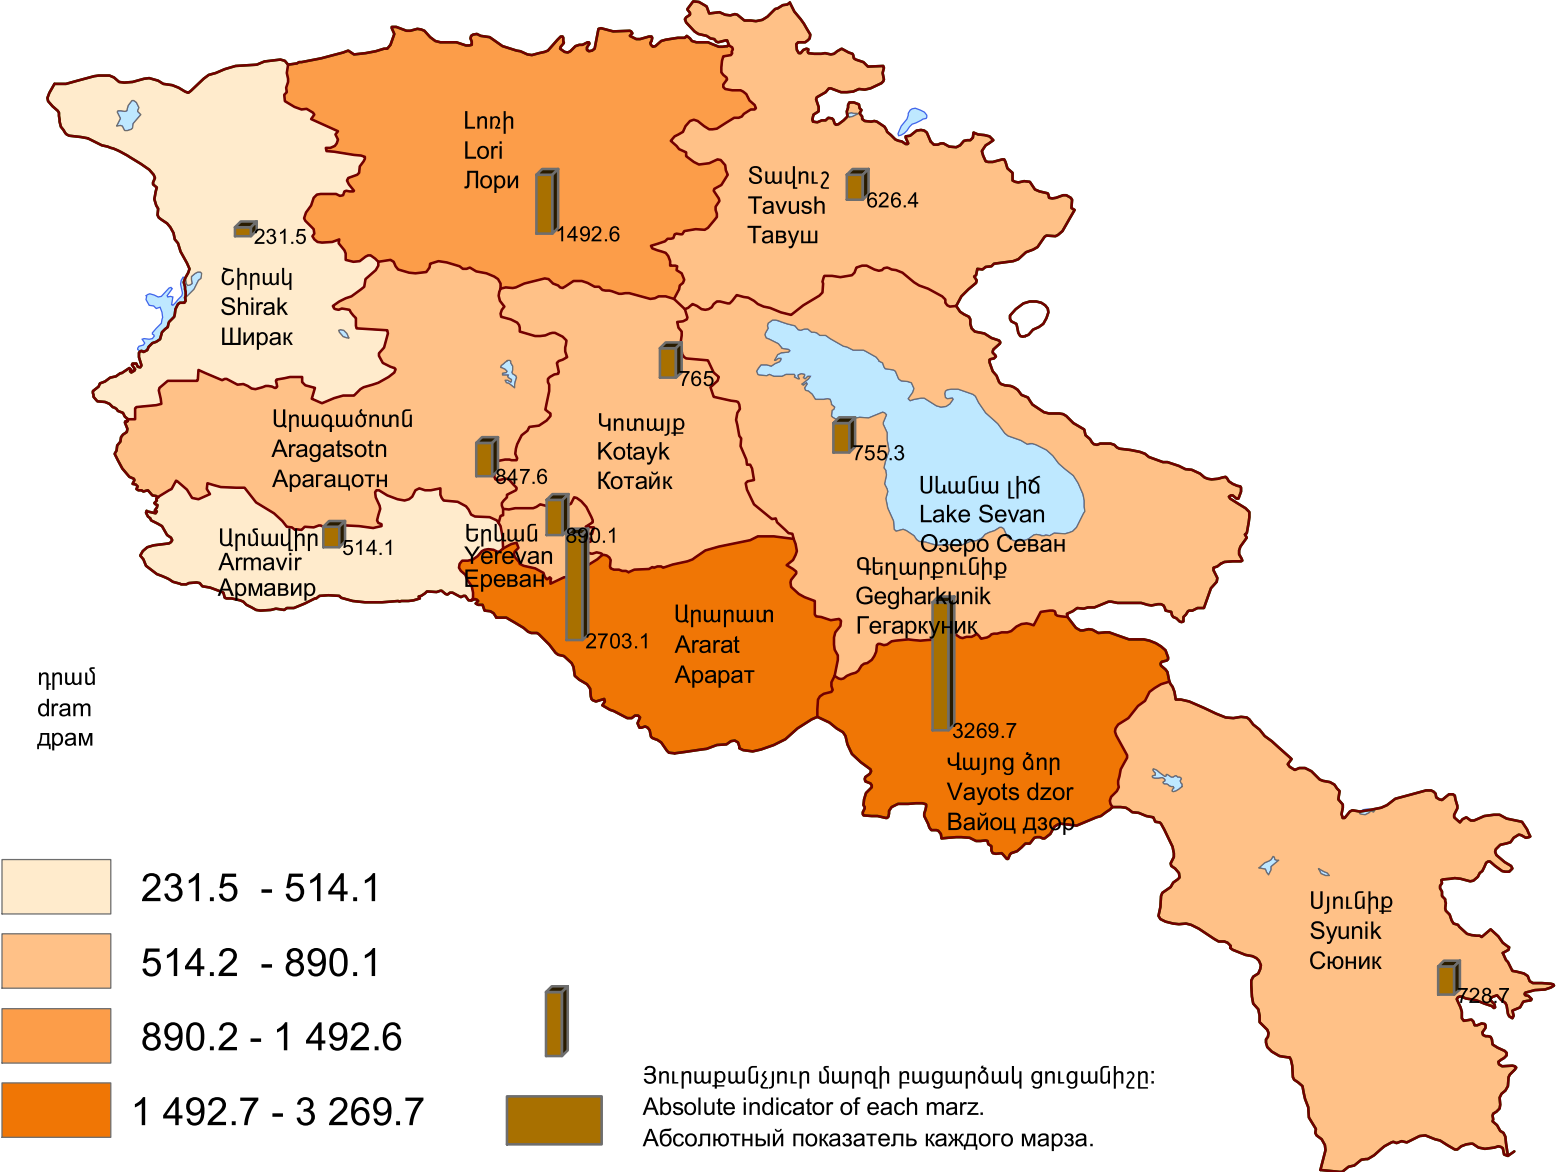 Լոռի
Lori
Лори
1492.6
Տավուշ
Tavush
Тавуш
626.4
231.5
Շիրակ
Shirak
Ширак
765
Արագածոտն
Aragatsotn
Арагацотн
847.6
Կոտայք
Kotayk
Котайк
755.3
Սևանա լիճ
Lake Sevan
Озеро Севан
Արմավիր
Armavir
Армавир
514.1
Երևան
Yerevan
Ереван
890.1
Գեղարքունիք
Gegharkunik
Гегаркуник
2703.1
Արարատ
Ararat
Арарат
դրամ
dram
драм
3269.7
Վայոց ձոր
Vayots dzor
Вайоц дзор
Սյունիք
Syunik
Сюник
728.7
231.5 - 514.1
514.2 - 890.1
890.2 - 1 492.6
1 492.7 - 3 269.7
Յուրաքանչյուր մարզի բացարձակ ցուցանիշը:
Absolute indicator of each marz.
Абсолютный показатель каждого марза.